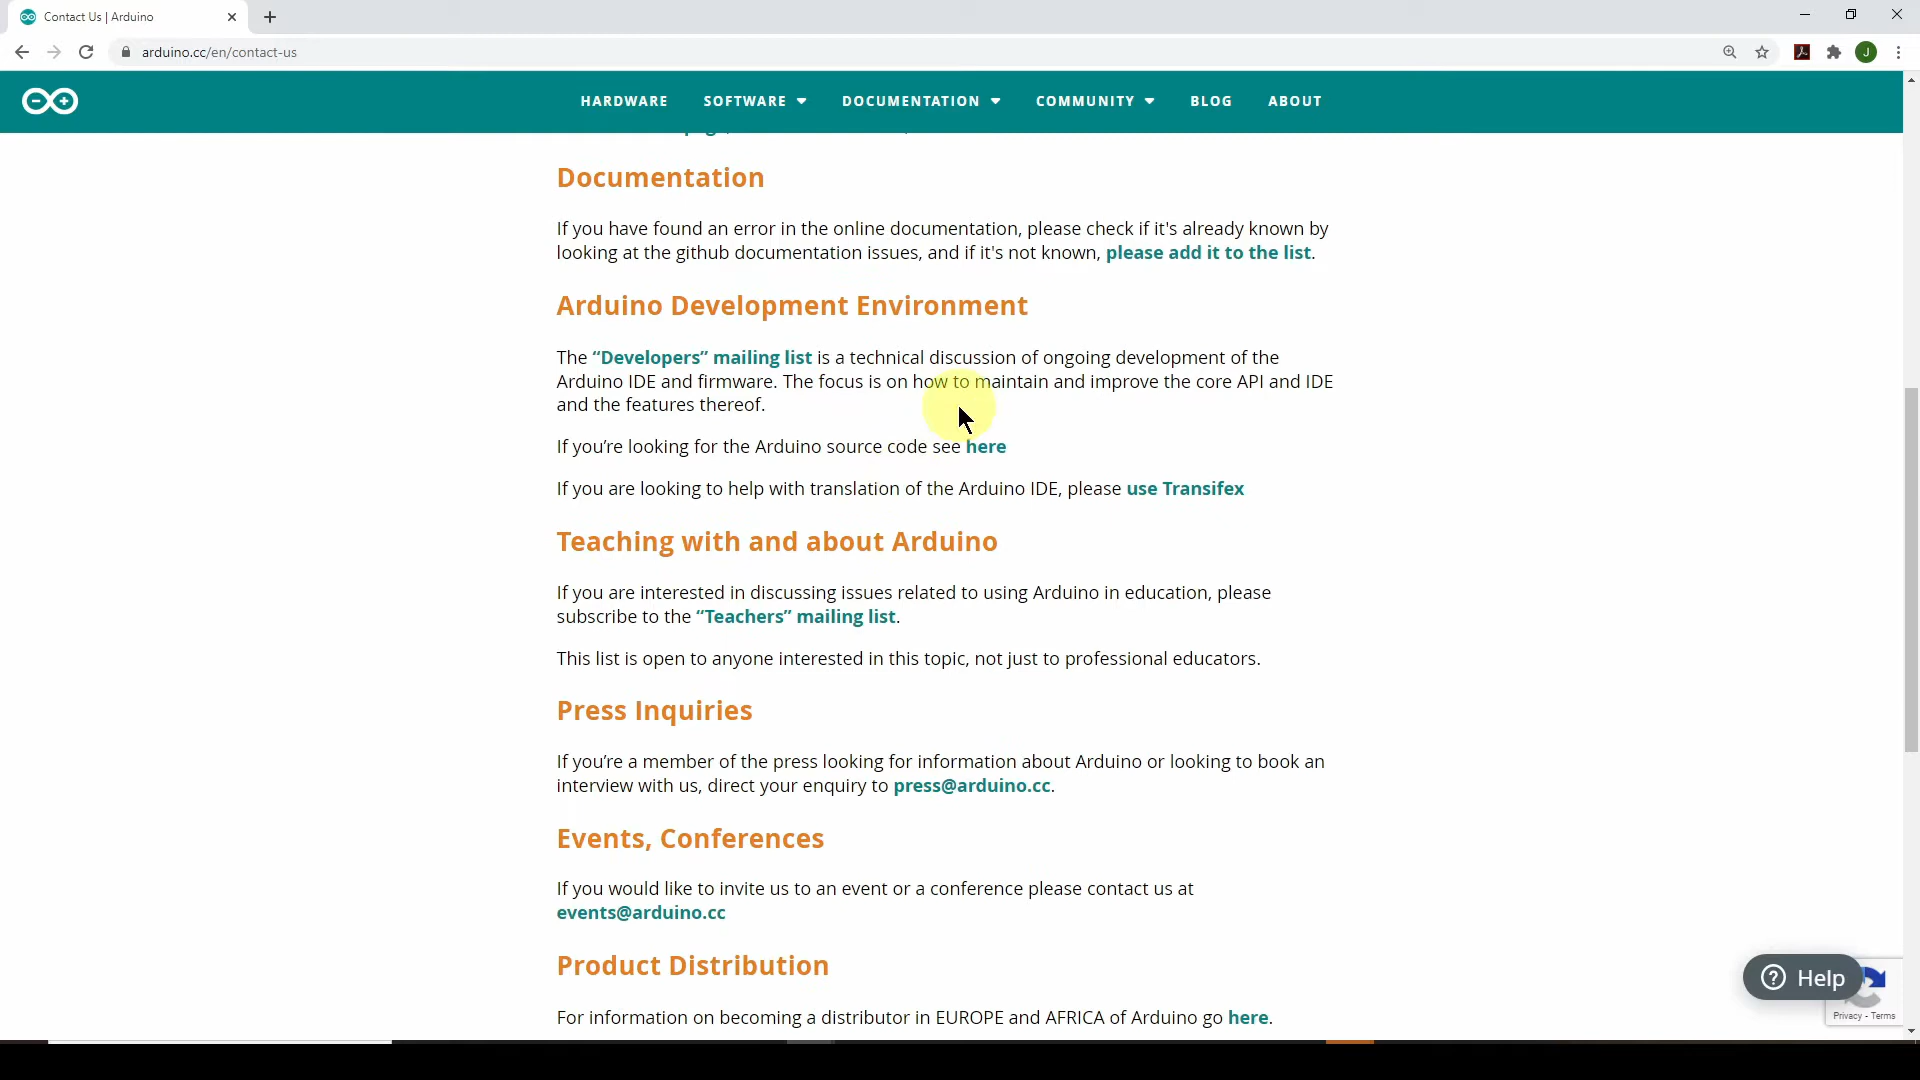 Contact Us | Arduino
arduino.cc/en/contact-us
J
HARDWARE SOFTWARE DOCUMENTATION COMMUNITY BLOG ABOUT
Documentation
If you have found an error in the online documentation, please check if it's already known by
looking at the github documentation issues, and if it's not known, please add it to the list.
Arduino Development Environment
The “Developers” mailing list is a technical discussion of ongoing development of the
Arduino IDE and firmware. The focus is on how to maintain and improve the core API and IDE
and the features thereof.
If you’re looking for the Arduino source code see here
If you are looking to help with translation of the Arduino IDE, please use Transifex
Teaching with and about Arduino
If you are interested in discussing issues related to using Arduino in education, please
subscribe to the “Teachers” mailing list.
This list is open to anyone interested in this topic, not just to professional educators.
Press Inquiries
If you’re a member of the press looking for information about Arduino or looking to book an
interview with us, direct your enquiry to press@arduino.cc.
Events, Conferences
If you would like to invite us to an event or a conference please contact us at
events@arduino.cc
Product Distribution
For information on becoming a distributor in EUROPE and AFRICA of Arduino go here.
Help
Privacy - Terms